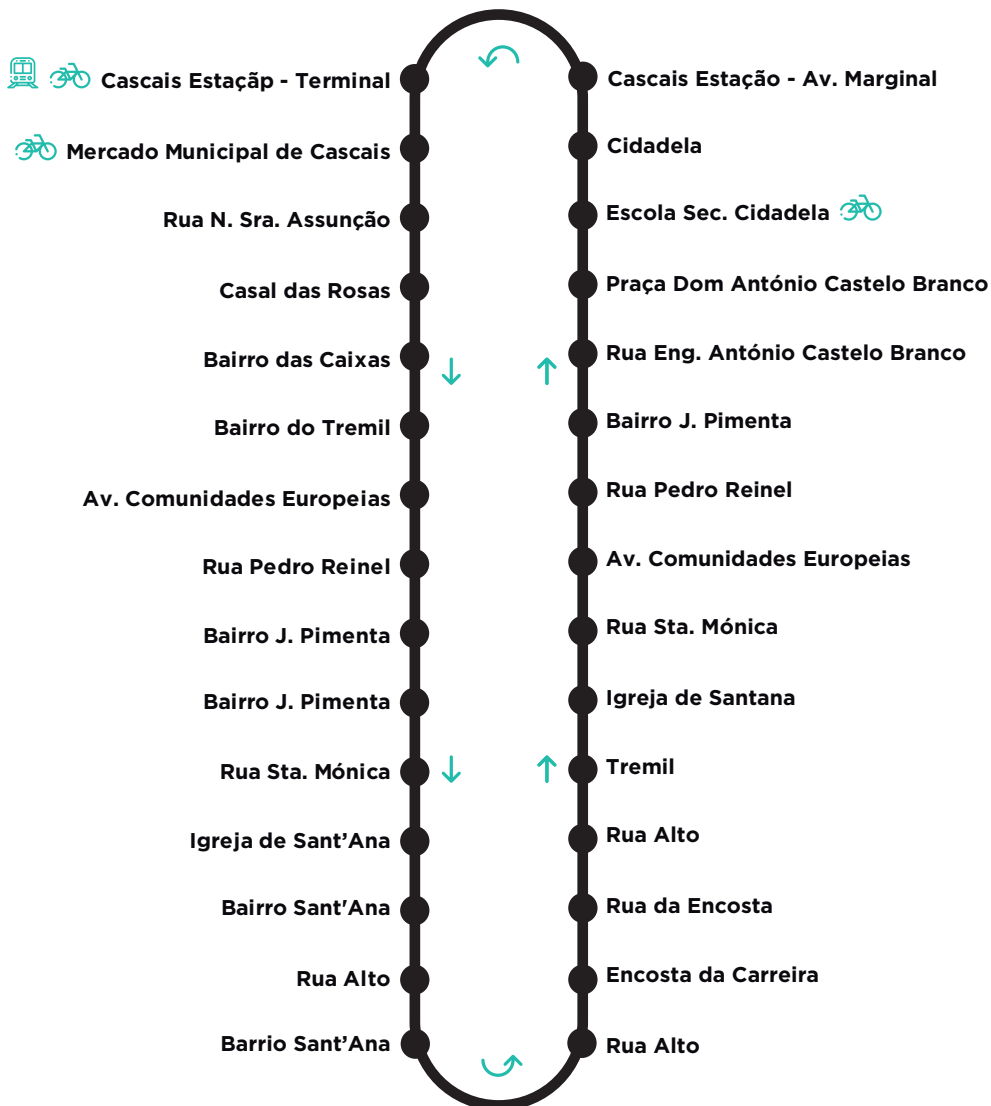 Cascais Estaçãp - Terminal
Mercado Municipal de Cascais
Rua N. Sra. Assunção
Casal das Rosas
Bairro das Caixas
Bairro do Tremil
Av. Comunidades Europeias
Rua Pedro Reinel
Bairro J. Pimenta
Bairro J. Pimenta
Rua Sta. Mónica
Igreja de Sant’Ana
Bairro Sant'Ana
Rua Alto
Barrio Sant’Ana
Cascais Estação - Av. Marginal
Cidadela
Escola Sec. Cidadela
Praça Dom António Castelo Branco
Rua Eng. António Castelo Branco
Bairro J. Pimenta
Rua Pedro Reinel
Av. Comunidades Europeias
Rua Sta. Mónica
Igreja de Santana
Tremil
Rua Alto
Rua da Encosta
Encosta da Carreira
Rua Alto